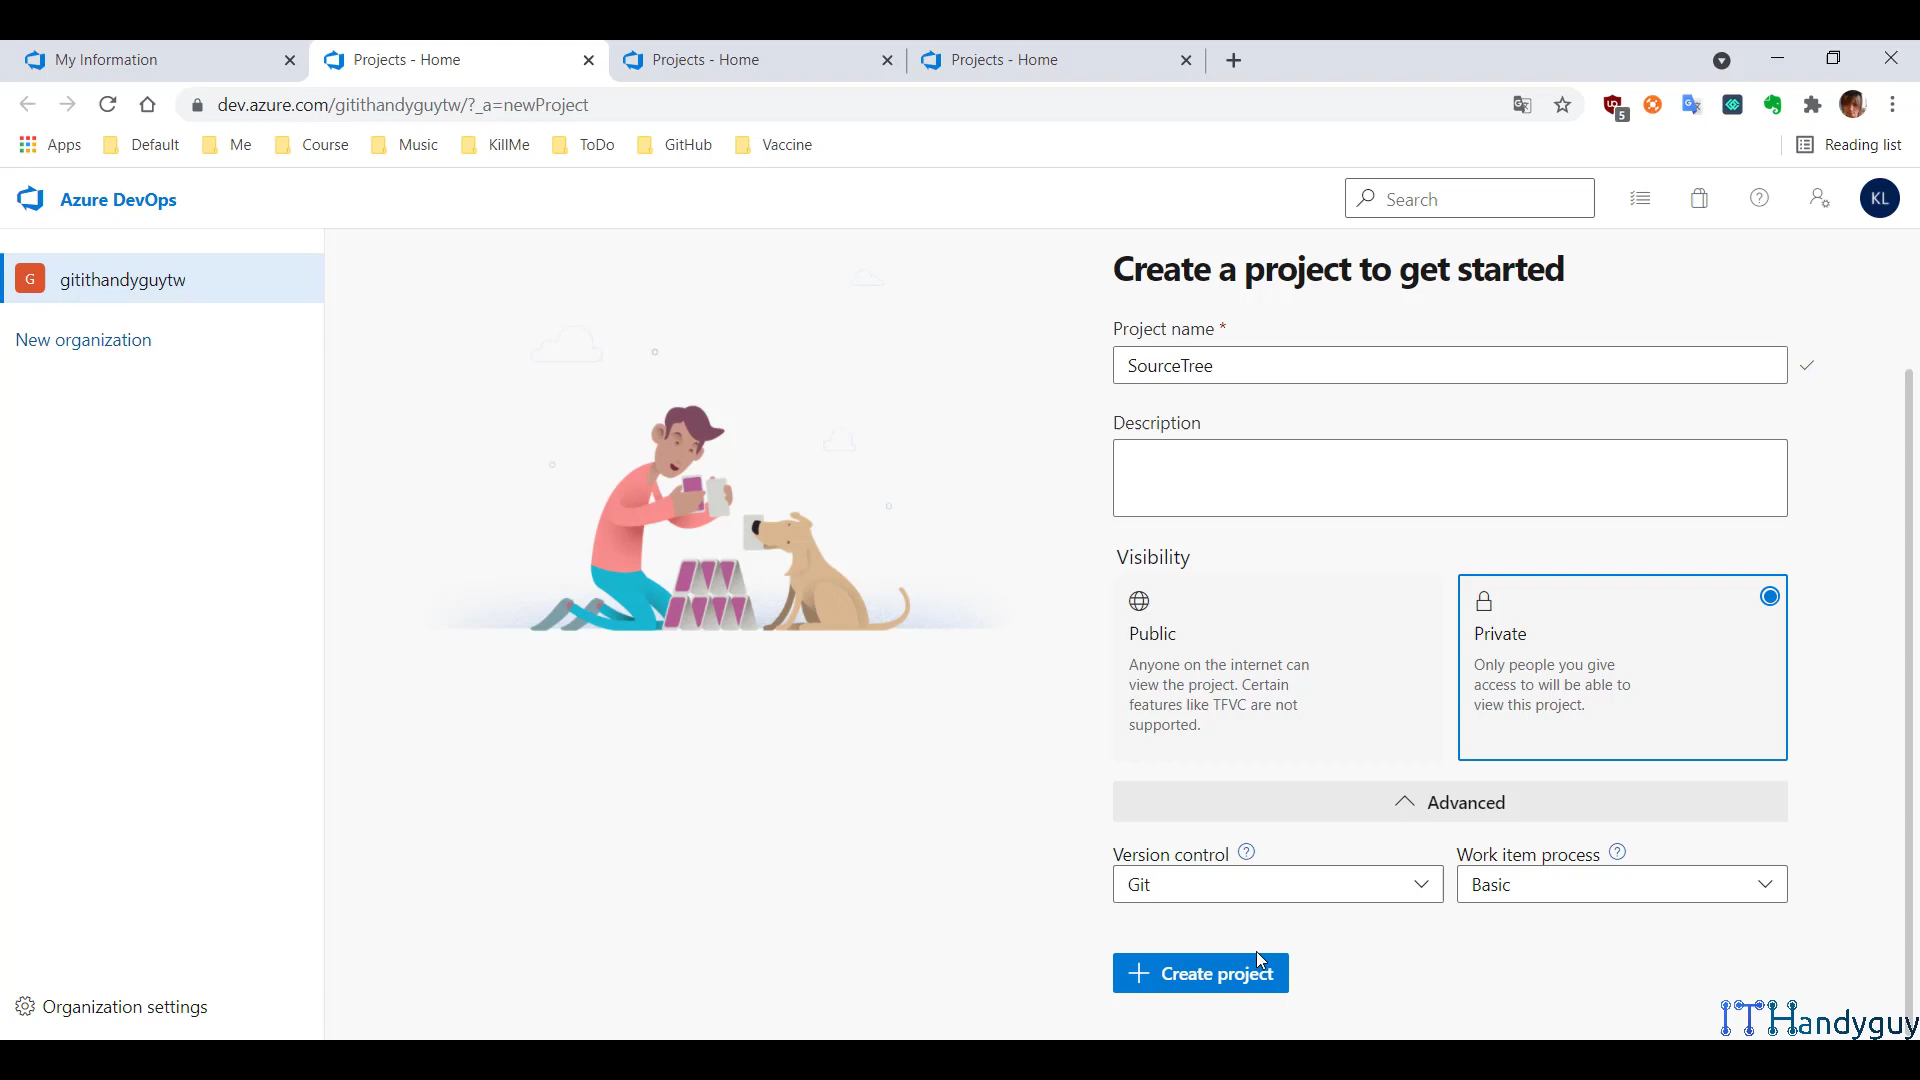 My Information
Projects - Home
Projects - Home
Projects - Home
dev.azure.com/gitithandyguytw/?_a=newProject
5
Apps
Default
Me
Course
Music
KillMe
ToDo
GitHub
Vaccine
Reading list
Azure DevOps
Search
KL
G
gitithandyguytw
New organization
Organization settings
Create a project to get started
Project name *
SourceTree
Description
Visibility
Public
Anyone on the internet can
view the project. Certain
features like TFVC are not
supported.
Private
Only people you give
access to will be able to
view this project.
Advanced
Version control
Git
Work item process
Basic
Create project
ITHandyguy